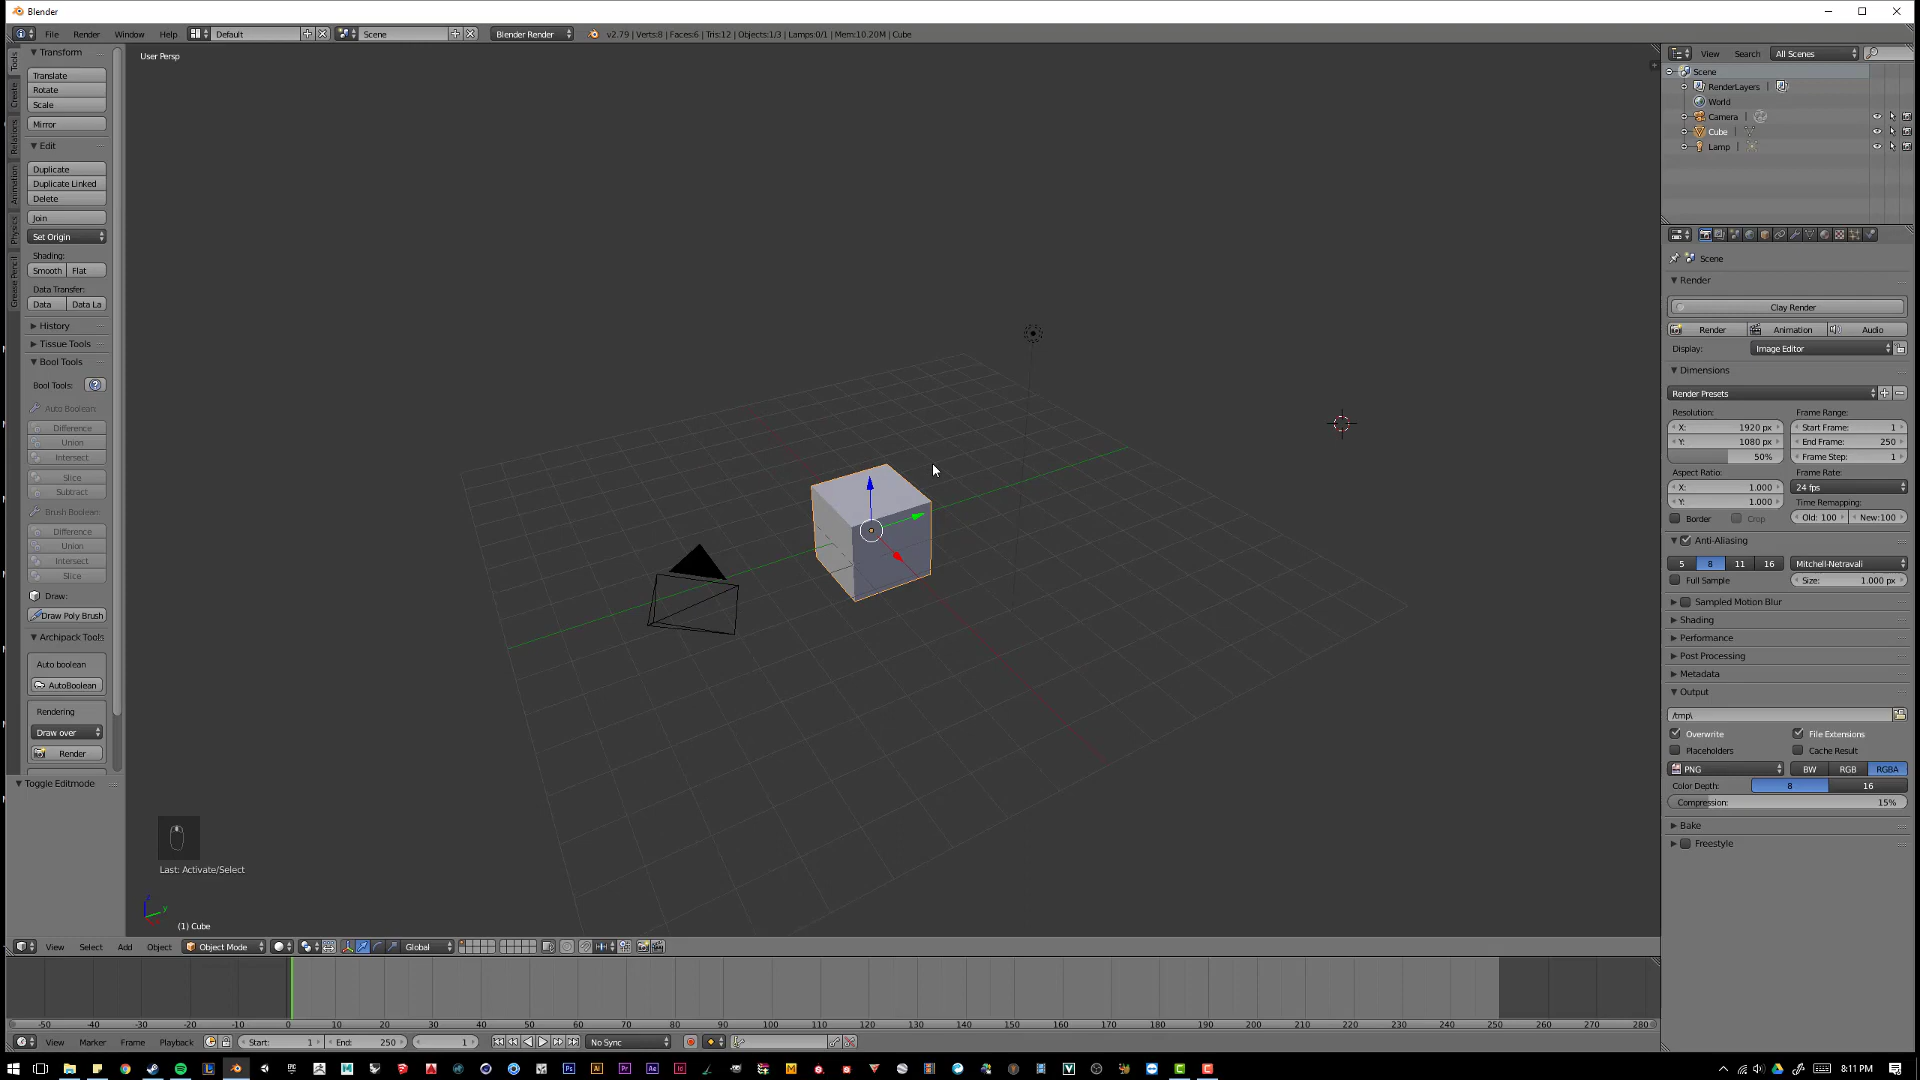 Blender
File Render Window Help Default Scene Blender Render v2.79 | Verts:8 | Faces:6 | Tris:12 | Objects:1/3 | Lamps:0/1 | Mem:10.20M | Cube
Tools
Create
Relations
Animation
Physics
Grease Pencil
Transform
Translate
Rotate
Scale
Mirror
Edit
Duplicate
Duplicate Linked
Delete
Join
Set Origin
Shading:
Smooth Flat
Data Transfer:
Data Data La
History
Tissue Tools
Bool Tools
Bool Tools:
Auto Boolean:
Difference
Union
Intersect
Slice
Subtract
Brush Boolean:
Difference
Union
Intersect
Slice
Draw:
Draw Poly Brush
Archipack Tools
Auto boolean
AutoBoolean
Rendering
Draw over
Render
Toggle Editmode
User Persp
Last: Activate/Select
z
y
(1) Cube
View Select Add Object Object Mode Global
View Search All Scenes
Scene
RenderLayers |
World
Camera |
Cube |
Lamp |
Scene
Render
Clay Render
Render Animation Audio
Display: Image Editor
Dimensions
Render Presets
Resolution: Frame Range:
X: 1920 px Start Frame: 1
Y: 1080 px End Frame: 250
50% Frame Step: 1
Aspect Ratio: Frame Rate:
X: 1.000 24 fps
Y: 1.000 Time Remapping:
Border Crop Old: 100 New:100
Anti-Aliasing
5 8 11 16 Mitchell-Netravali
Full Sample Size: 1.000 px
Sampled Motion Blur
Shading
Performance
Post Processing
Metadata
Output
/tmp\
Overwrite File Extensions
Placeholders Cache Result
PNG BW RGB RGBA
Color Depth: 8 16
Compression: 15%
Bake
Freestyle
-50 -40 -30 -20 -10 0 10 20 30 40 50 60 70 80 90 100 110 120 130 140 150 160 170 180 190 200 210 220 230 240 250 260 270 280
View Marker Frame Playback Start: 1 End: 250 1 No Sync
8:11 PM